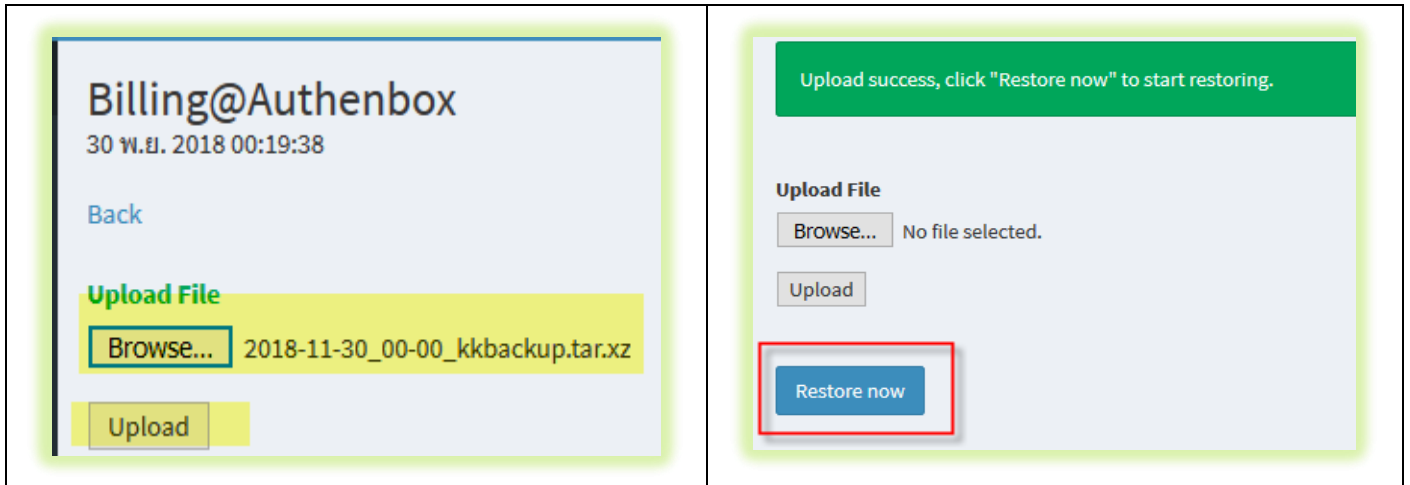 Billing@Authenbox
30 พ.ย. 2018 00:19:38
Back
Upload File
Browse... 2018-11-30_00-00_kkbackup.tar.xz
Upload
Upload success, click "Restore now" to start restoring.
Upload File
Browse... No file selected.
Upload
Restore now